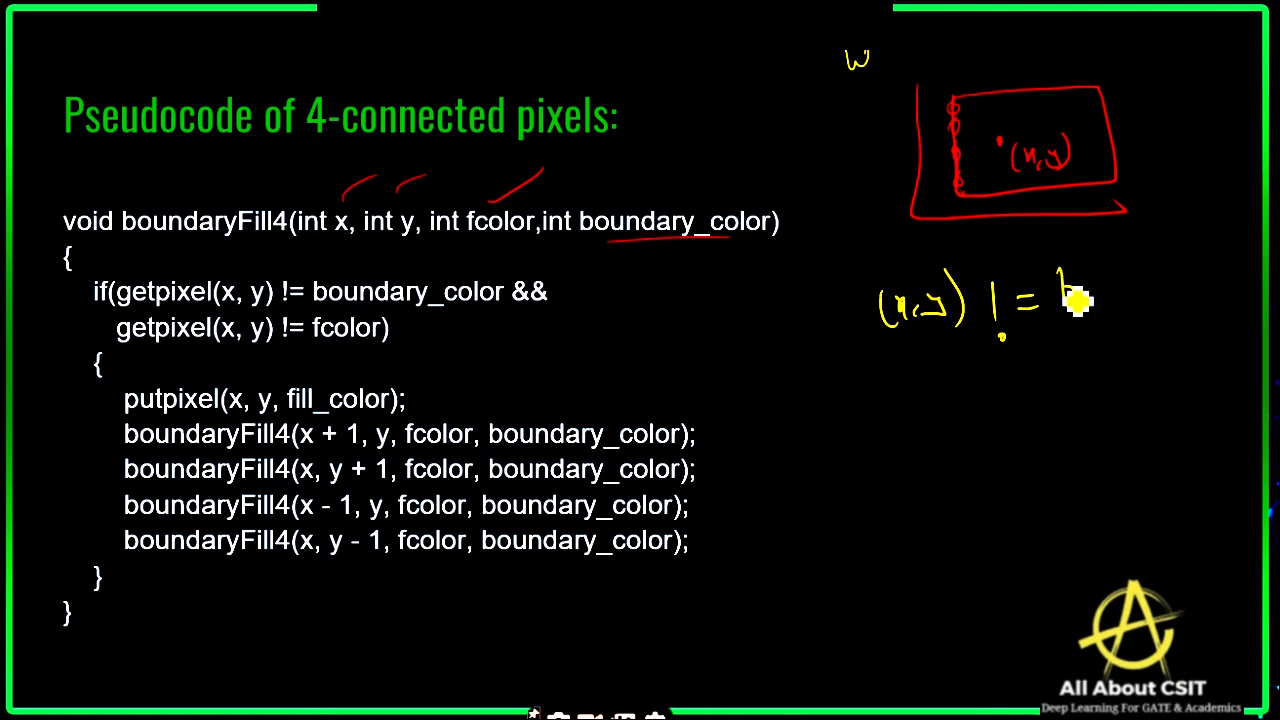 w
Pseudocode of 4-connected pixels:
(x,y)
void boundaryFill4(int x, int y, int fcolor,int boundary_color)
{
if(getpixel(x, y) != boundary_color &&
getpixel(x, y) != fcolor)
(x,y) ! =
{
putpixel(x, y, fill_color);
boundaryFill4(x + 1, y, fcolor, boundary_color);
boundaryFill4(x, y + 1, fcolor, boundary_color);
boundaryFill4(x - 1, y, fcolor, boundary_color);
boundaryFill4(x, y - 1, fcolor, boundary_color);
}
}
All About CSIT
Deep Learning For GATE & Academics